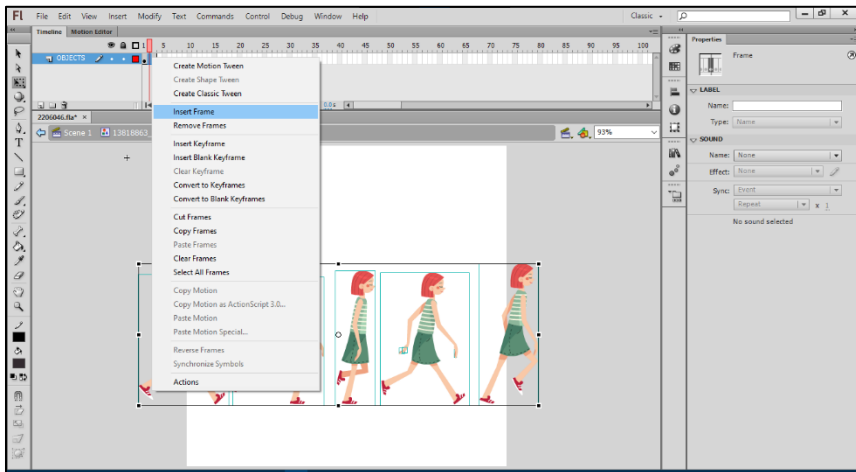 Fl File Edit View Insert Modify Text Commands Control Debug Window Help Classic
Timeline Motion Editor
1 5 10 15 20 25 30 35 40 45 50 55 60 65 70 75 80 85 90 95 100
OBJECTS
2206046.fla* ×
Scene 1 13818863_ 93%
Create Motion Tween
Create Shape Tween
Create Classic Tween
Insert Frame
Remove Frames
Insert Keyframe
Insert Blank Keyframe
Clear Keyframe
Convert to Keyframes
Convert to Blank Keyframes
Cut Frames
Copy Frames
Paste Frames
Clear Frames
Select All Frames
Copy Motion
Copy Motion as ActionScript 3.0...
Paste Motion
Paste Motion Special...
Reverse Frames
Synchronize Symbols
Actions
Properties
Frame
LABEL
Name:
Type: Name
SOUND
Name: None
Effect: None
Sync: Event
Repeat x 1
No sound selected